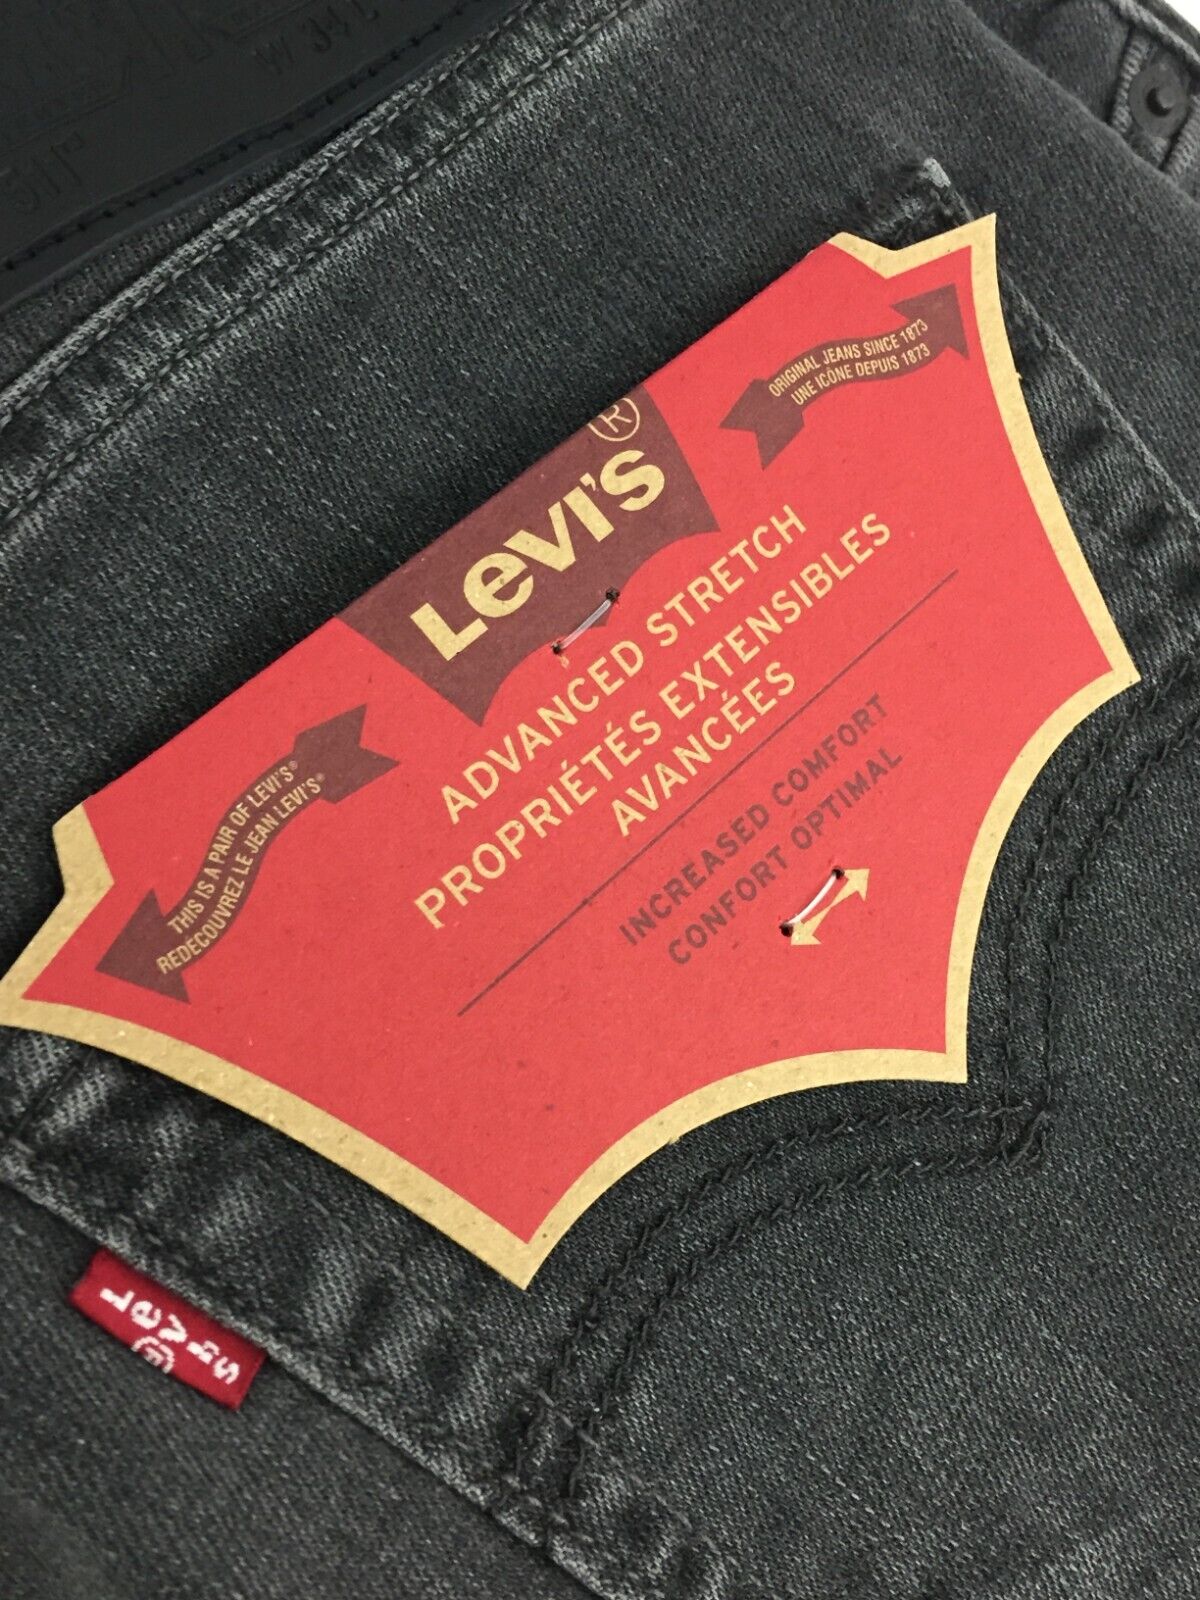 Levi's®
ORIGINAL JEANS SINCE 1873
UNE ICÔNE DEPUIS 1873
ADVANCED STRETCH
PROPRIÉTÉS EXTENSIBLES
AVANCÉES
THIS IS A PAIR OF LEVI'S®
REDÉCOUVREZ LE JEAN LEVI'S®
INCREASED COMFORT
CONFORT OPTIMAL
Levi's®